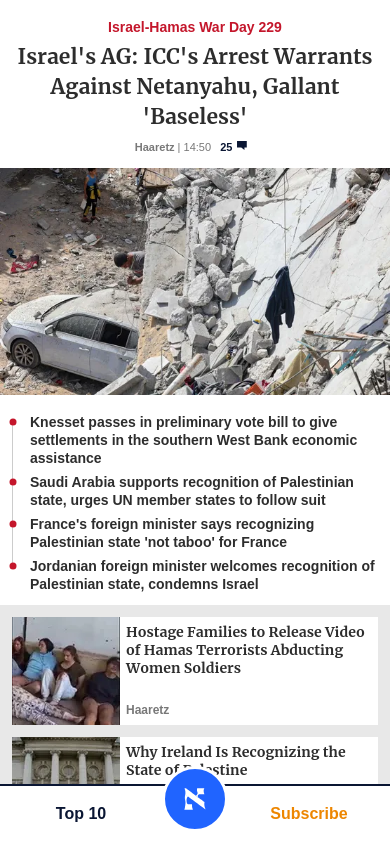 Israel-Hamas War Day 229
Israel's AG: ICC's Arrest Warrants
Against Netanyahu, Gallant
'Baseless'
Haaretz | 14:50 25
Knesset passes in preliminary vote bill to give
settlements in the southern West Bank economic
assistance
Saudi Arabia supports recognition of Palestinian
state, urges UN member states to follow suit
France's foreign minister says recognizing
Palestinian state 'not taboo' for France
Jordanian foreign minister welcomes recognition of
Palestinian state, condemns Israel
Hostage Families to Release Video
of Hamas Terrorists Abducting
Women Soldiers
Haaretz
Why Ireland Is Recognizing the
State of Palestine
Top 10
Subscribe